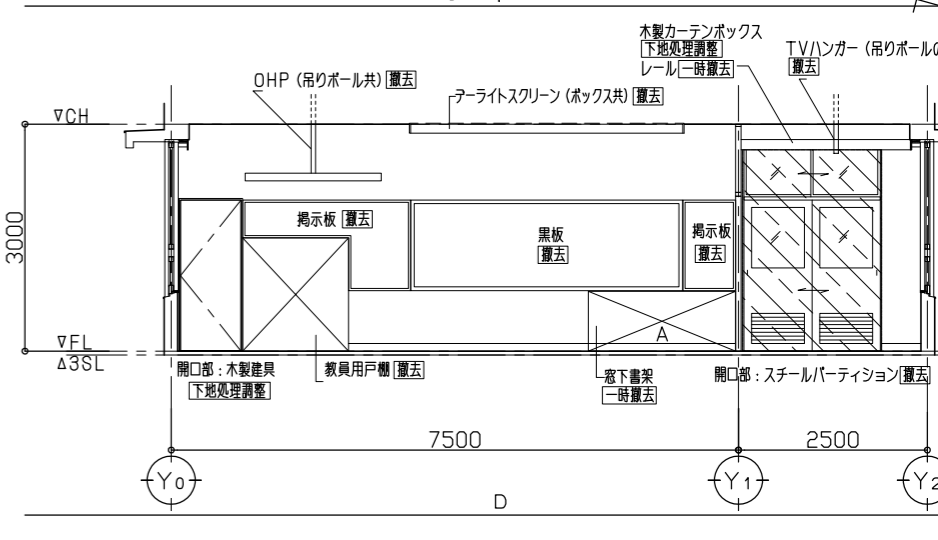 木製カーテンボックス
下地処理調整
レール 一時撤去
TVハンガー (吊りポールの
撤去
OHP (吊りポール共) 撤去
アーライトスクリーン (ボックス共) 撤去
▽CH
3000
掲示板 撤去
黒板
撤去
掲示板
撤去
A
▽FL
△3SL
開口部:木製建具
下地処理調整
教員用戸棚 撤去
窓下書架
一時撤去
開口部:スチールパーティション 撤去
7500
2500
Y0
Y1
Y2
D